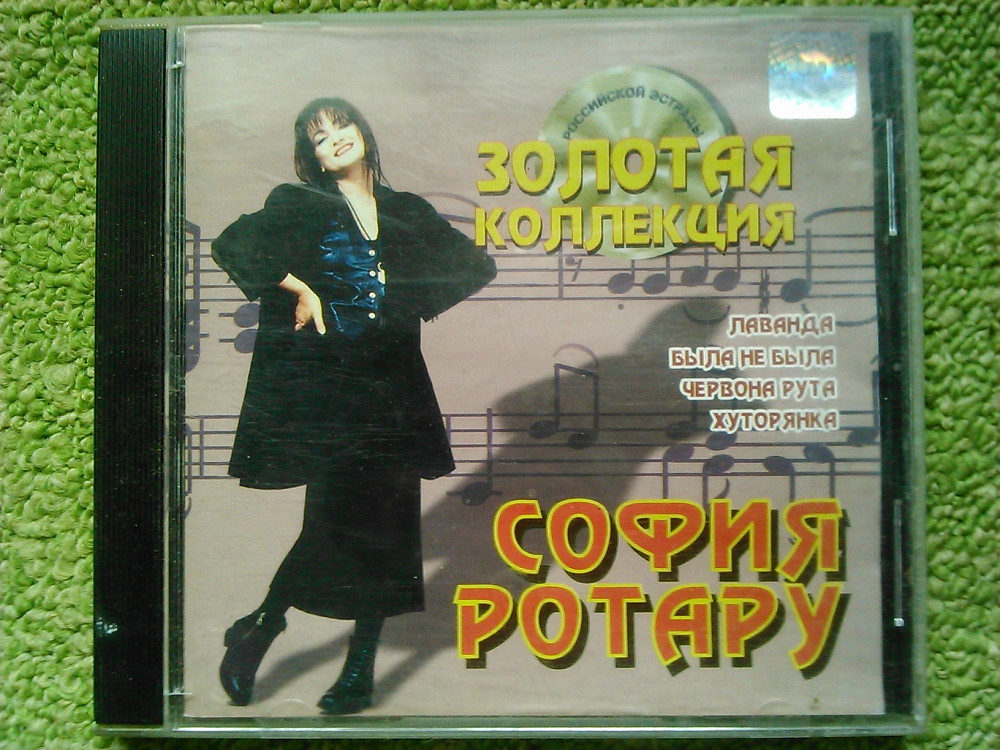 РОССИЙСКОЙ ЭСТРАДЫ
ЗОЛОТАЯ
КОЛЛЕКЦИЯ
ЛАВАНДА
БЫЛА НЕ БЫЛА
ЧЕРВОНА РУТА
ХУТОРЯНКА
СОФИЯ
РОТАРУ